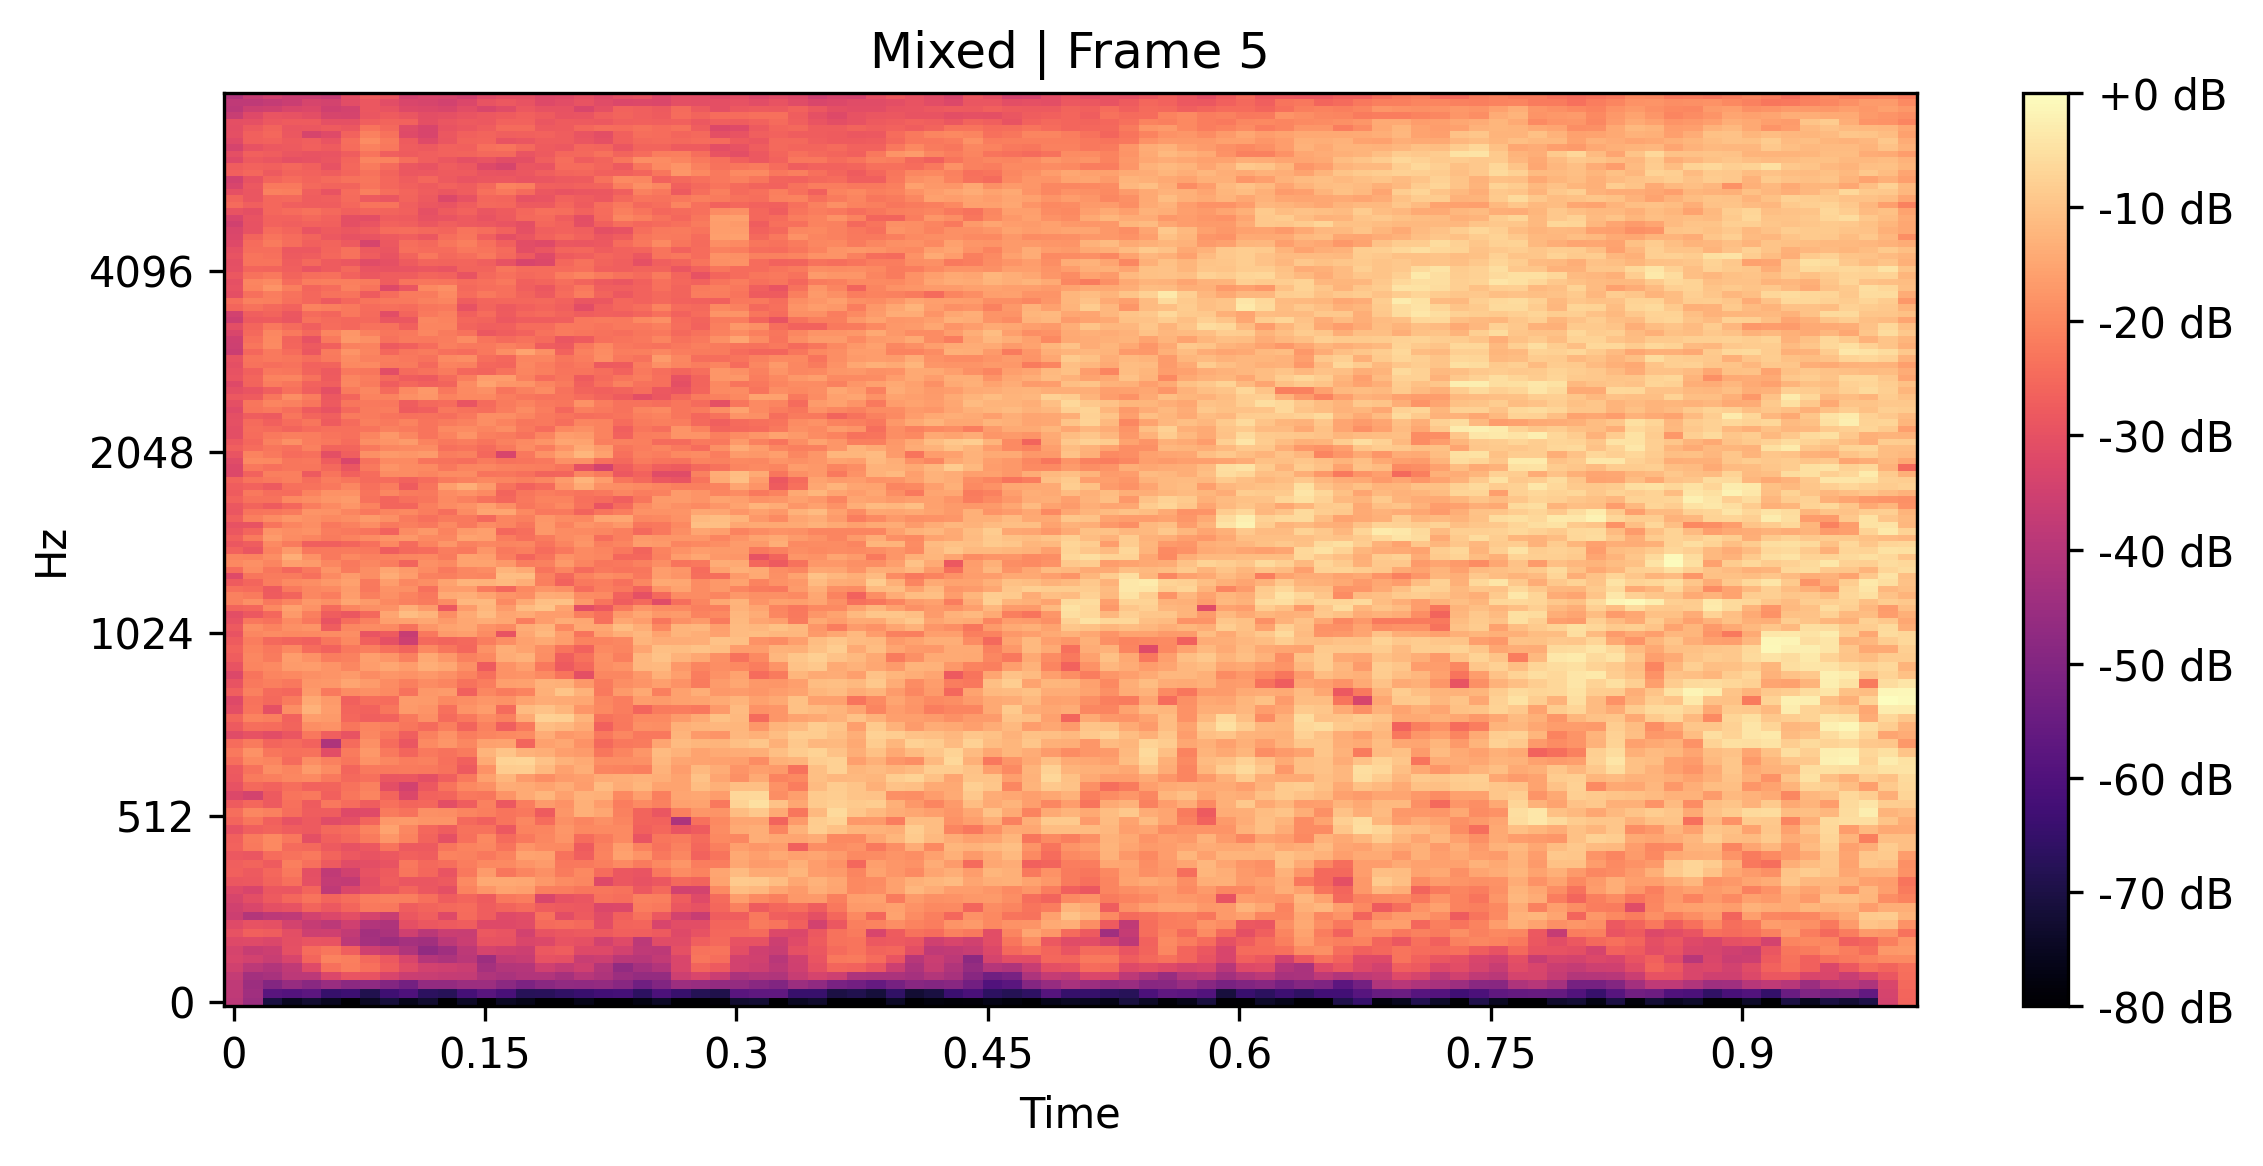 Mixed | Frame 5
Hz
4096
2048
1024
512
0
0 0.15 0.3 0.45 0.6 0.75 0.9
Time
+0 dB
-10 dB
-20 dB
-30 dB
-40 dB
-50 dB
-60 dB
-70 dB
-80 dB